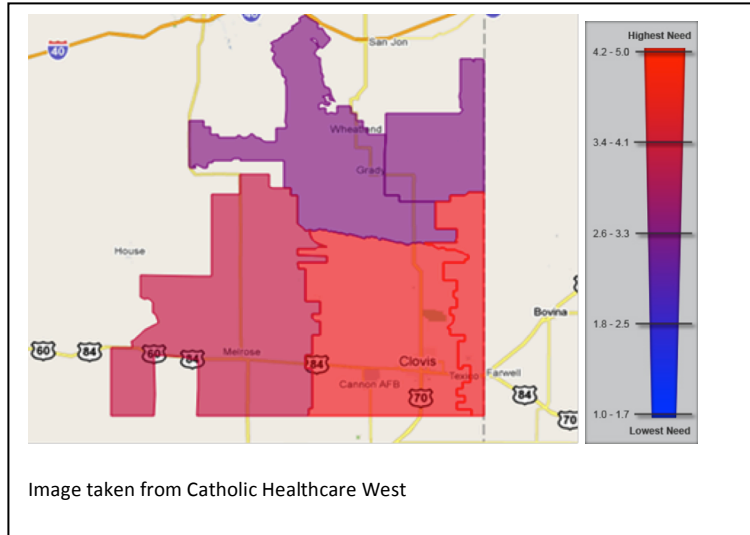 40
San Jon
Wheatland
Grady
House
Bovina
60
84
60
84
Melrose
84
Clovis
Cannon AFB
Texico
Farwell
70
84
70
Highest Need
4.2 - 5.0
3.4 - 4.1
2.6 - 3.3
1.8 - 2.5
1.0 - 1.7
Lowest Need
Image taken from Catholic Healthcare West